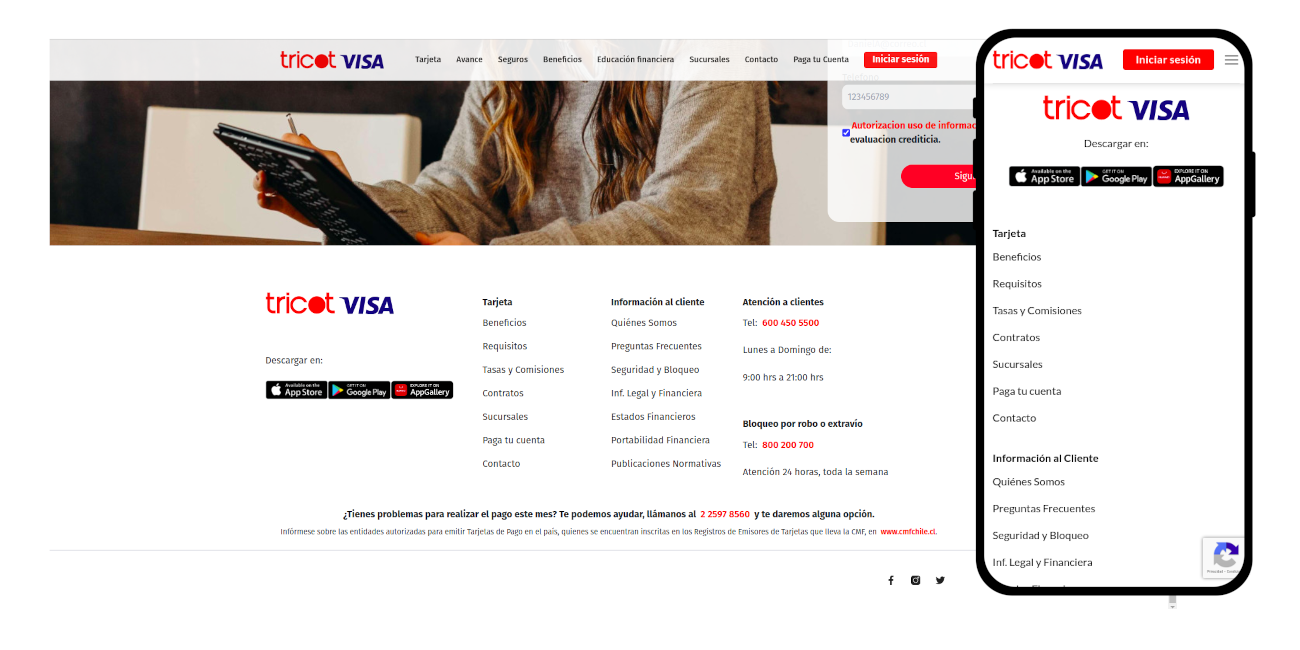 tricot VISA
Tarjeta Avance Seguros Beneficios Educación financiera Sucursales Contacto Paga tu Cuenta Iniciar sesión
Teléfono
123456789
Autorizacion uso de informac
evaluacion crediticia.
Sigu
tricot VISA
Descargar en:
Available on the App Store
GET IT ON Google Play
EXPLORE IT ON AppGallery
Tarjeta
Beneficios
Requisitos
Tasas y Comisiones
Contratos
Sucursales
Paga tu cuenta
Contacto
Información al cliente
Quiénes Somos
Preguntas Frecuentes
Seguridad y Bloqueo
Inf. Legal y Financiera
Estados Financieros
Portabilidad Financiera
Publicaciones Normativas
Atención a clientes
Tel: 600 450 5500
Lunes a Domingo de:
9:00 hrs a 21:00 hrs
Bloqueo por robo o extravío
Tel: 800 200 700
Atención 24 horas, toda la semana
¿Tienes problemas para realizar el pago este mes? Te podemos ayudar, llámanos al 2 2597 8560 y te daremos alguna opción.
Infórmese sobre las entidades autorizadas para emitir Tarjetas de Pago en el país, quienes se encuentran inscritas en los Registros de Emisores de Tarjetas que lleva la CMF, en www.cmfchile.cl.
tricot VISA Iniciar sesión
tricot VISA
Descargar en:
Available on the App Store
GET IT ON Google Play
EXPLORE IT ON AppGallery
Tarjeta
Beneficios
Requisitos
Tasas y Comisiones
Contratos
Sucursales
Paga tu cuenta
Contacto
Información al Cliente
Quiénes Somos
Preguntas Frecuentes
Seguridad y Bloqueo
Inf. Legal y Financiera